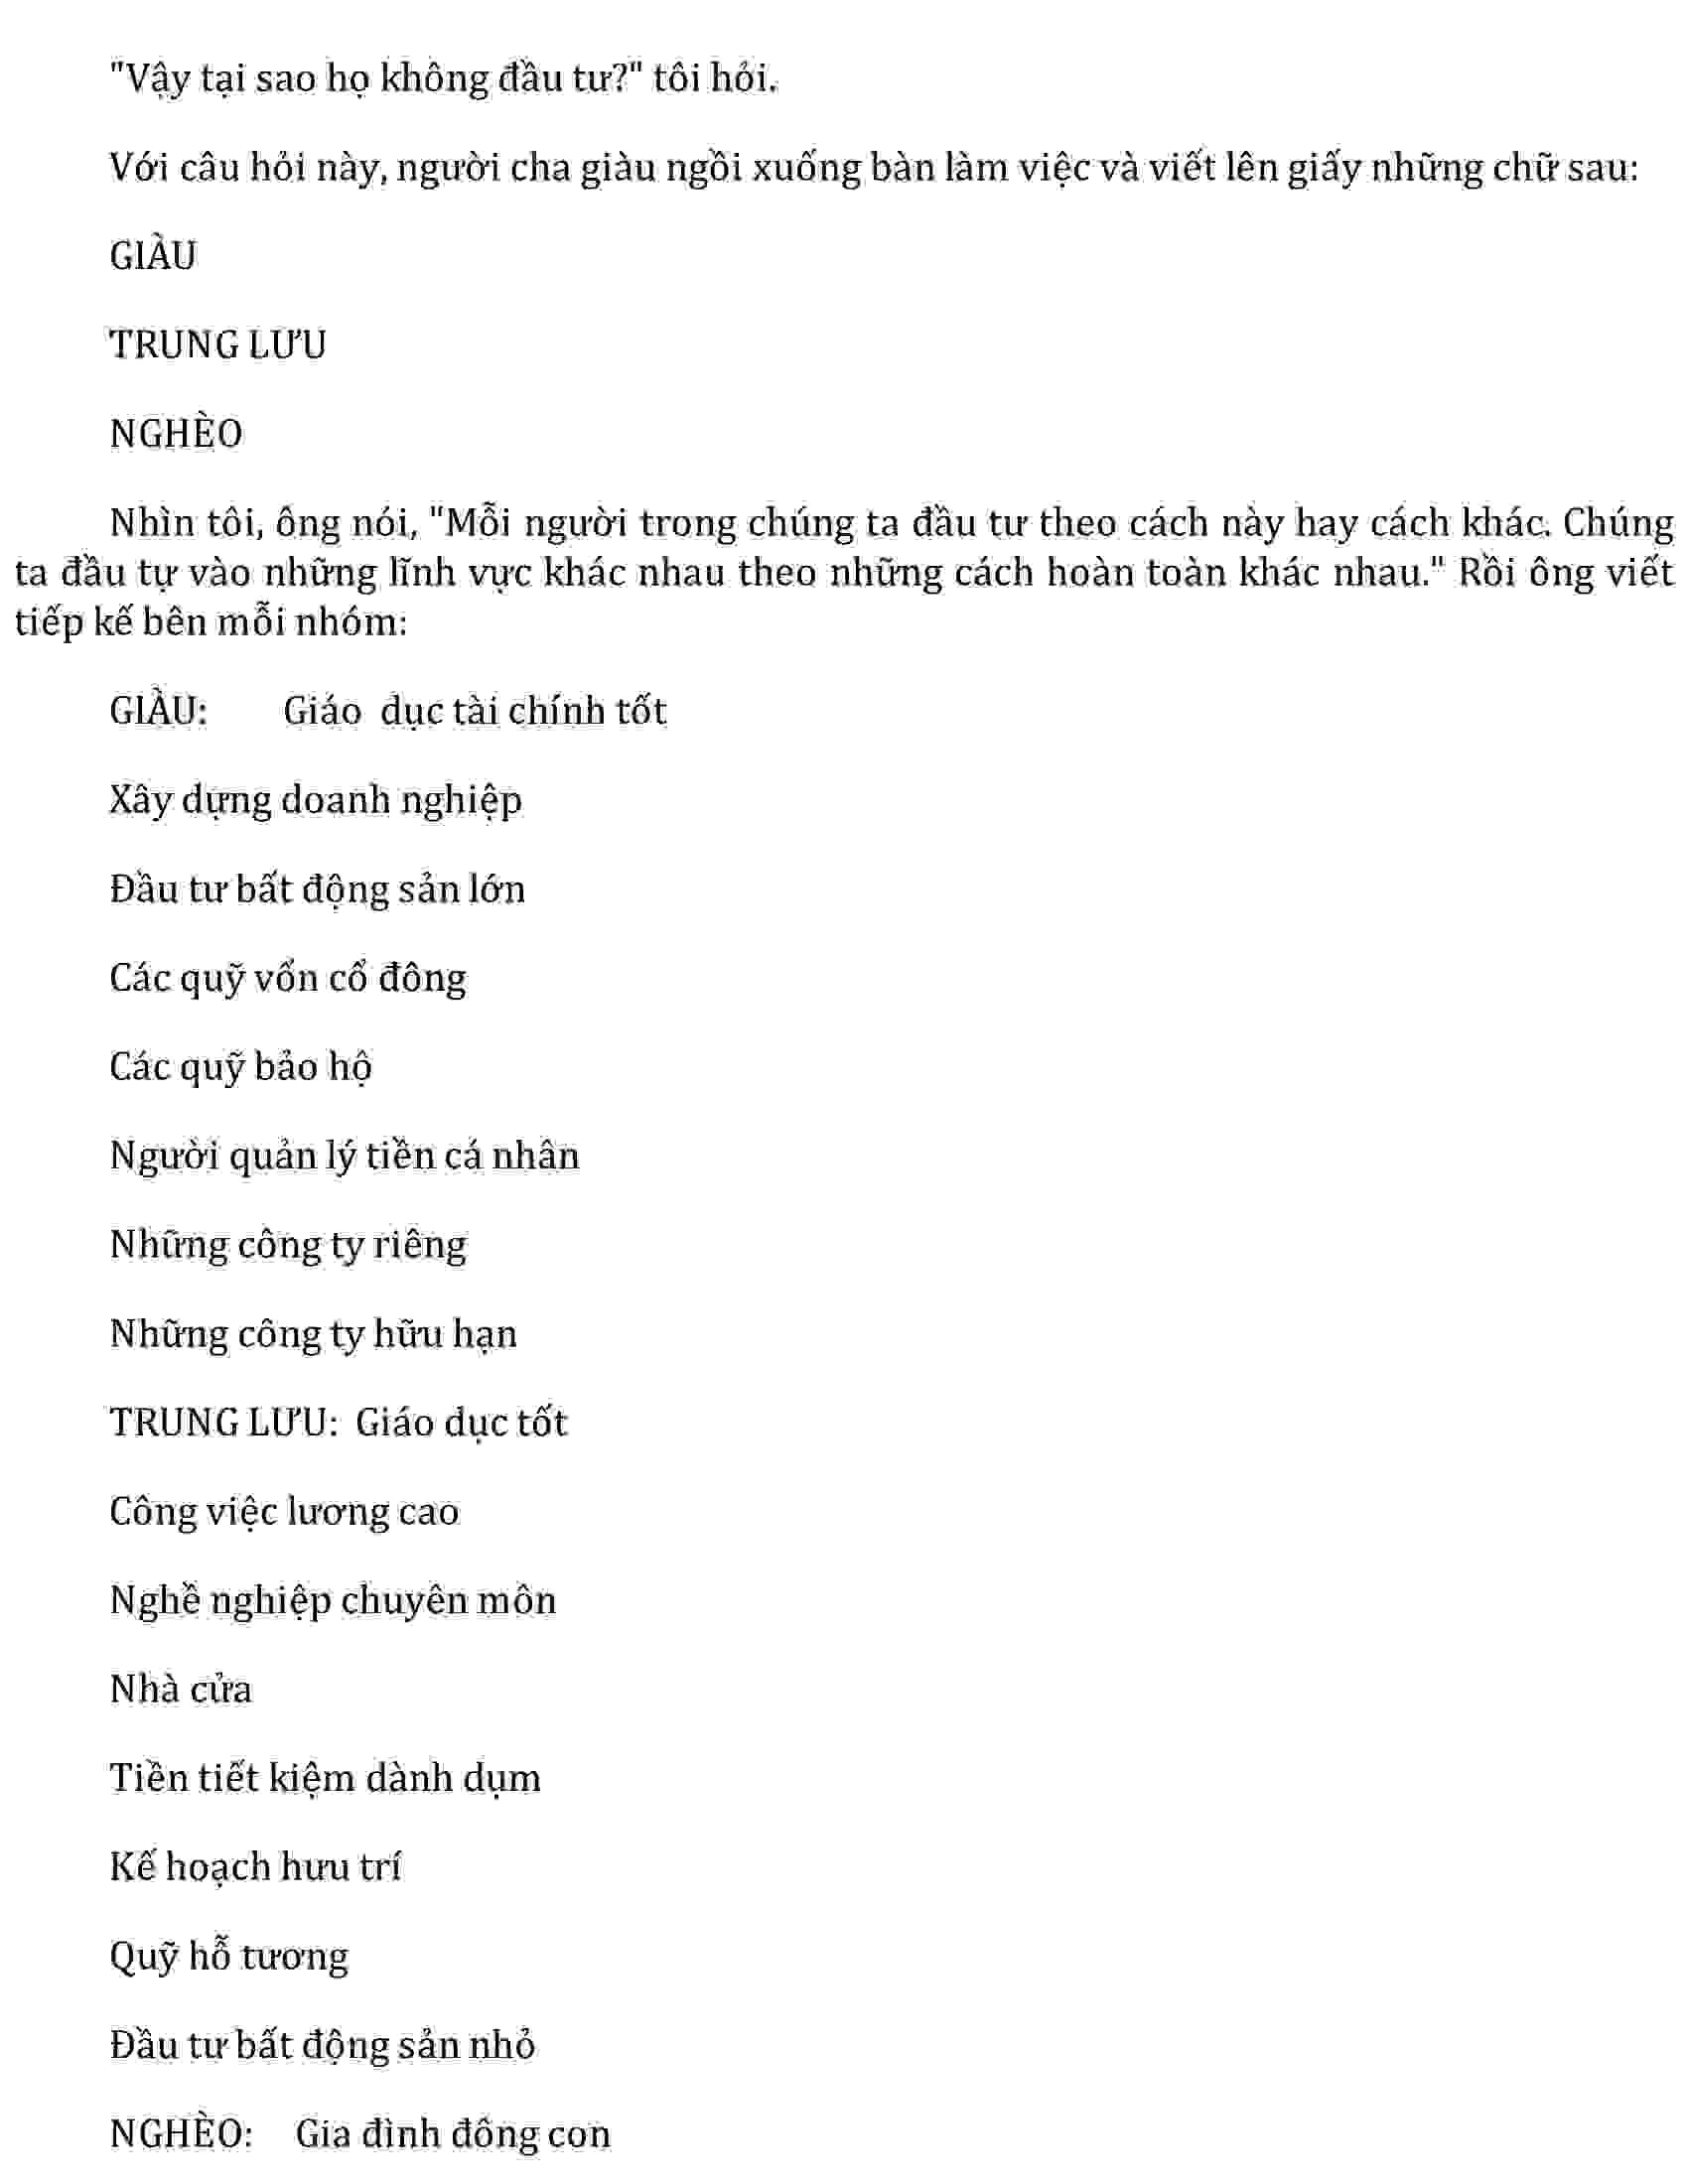 "Vậy tại sao họ không đầu tư?" tôi hỏi.
Với câu hỏi này, người cha giàu ngồi xuống bàn làm việc và viết lên giấy những chữ sau:
GIÀU
TRUNG LƯU
NGHÈO
Nhìn tôi, ông nói, "Mỗi người trong chúng ta đầu tư theo cách này hay cách khác. Chúng
ta đầu tự vào những lĩnh vực khác nhau theo những cách hoàn toàn khác nhau." Rồi ông viết
tiếp kế bên mỗi nhóm:
GIÀU: Giáo dục tài chính tốt
Xây dựng doanh nghiệp
Đầu tư bất động sản lớn
Các quỹ vổn cổ đông
Các quỹ bảo hộ
Người quản lý tiền cá nhân
Những công ty riêng
Những công ty hữu hạn
TRUNG LƯU: Giáo dục tốt
Công việc lương cao
Nghề nghiệp chuyên môn
Nhà cửa
Tiền tiết kiệm dành dụm
Kế hoạch hưu trí
Quỹ hỗ tương
Đầu tư bất động sản nhỏ
NGHÈO: Gia đình đông con